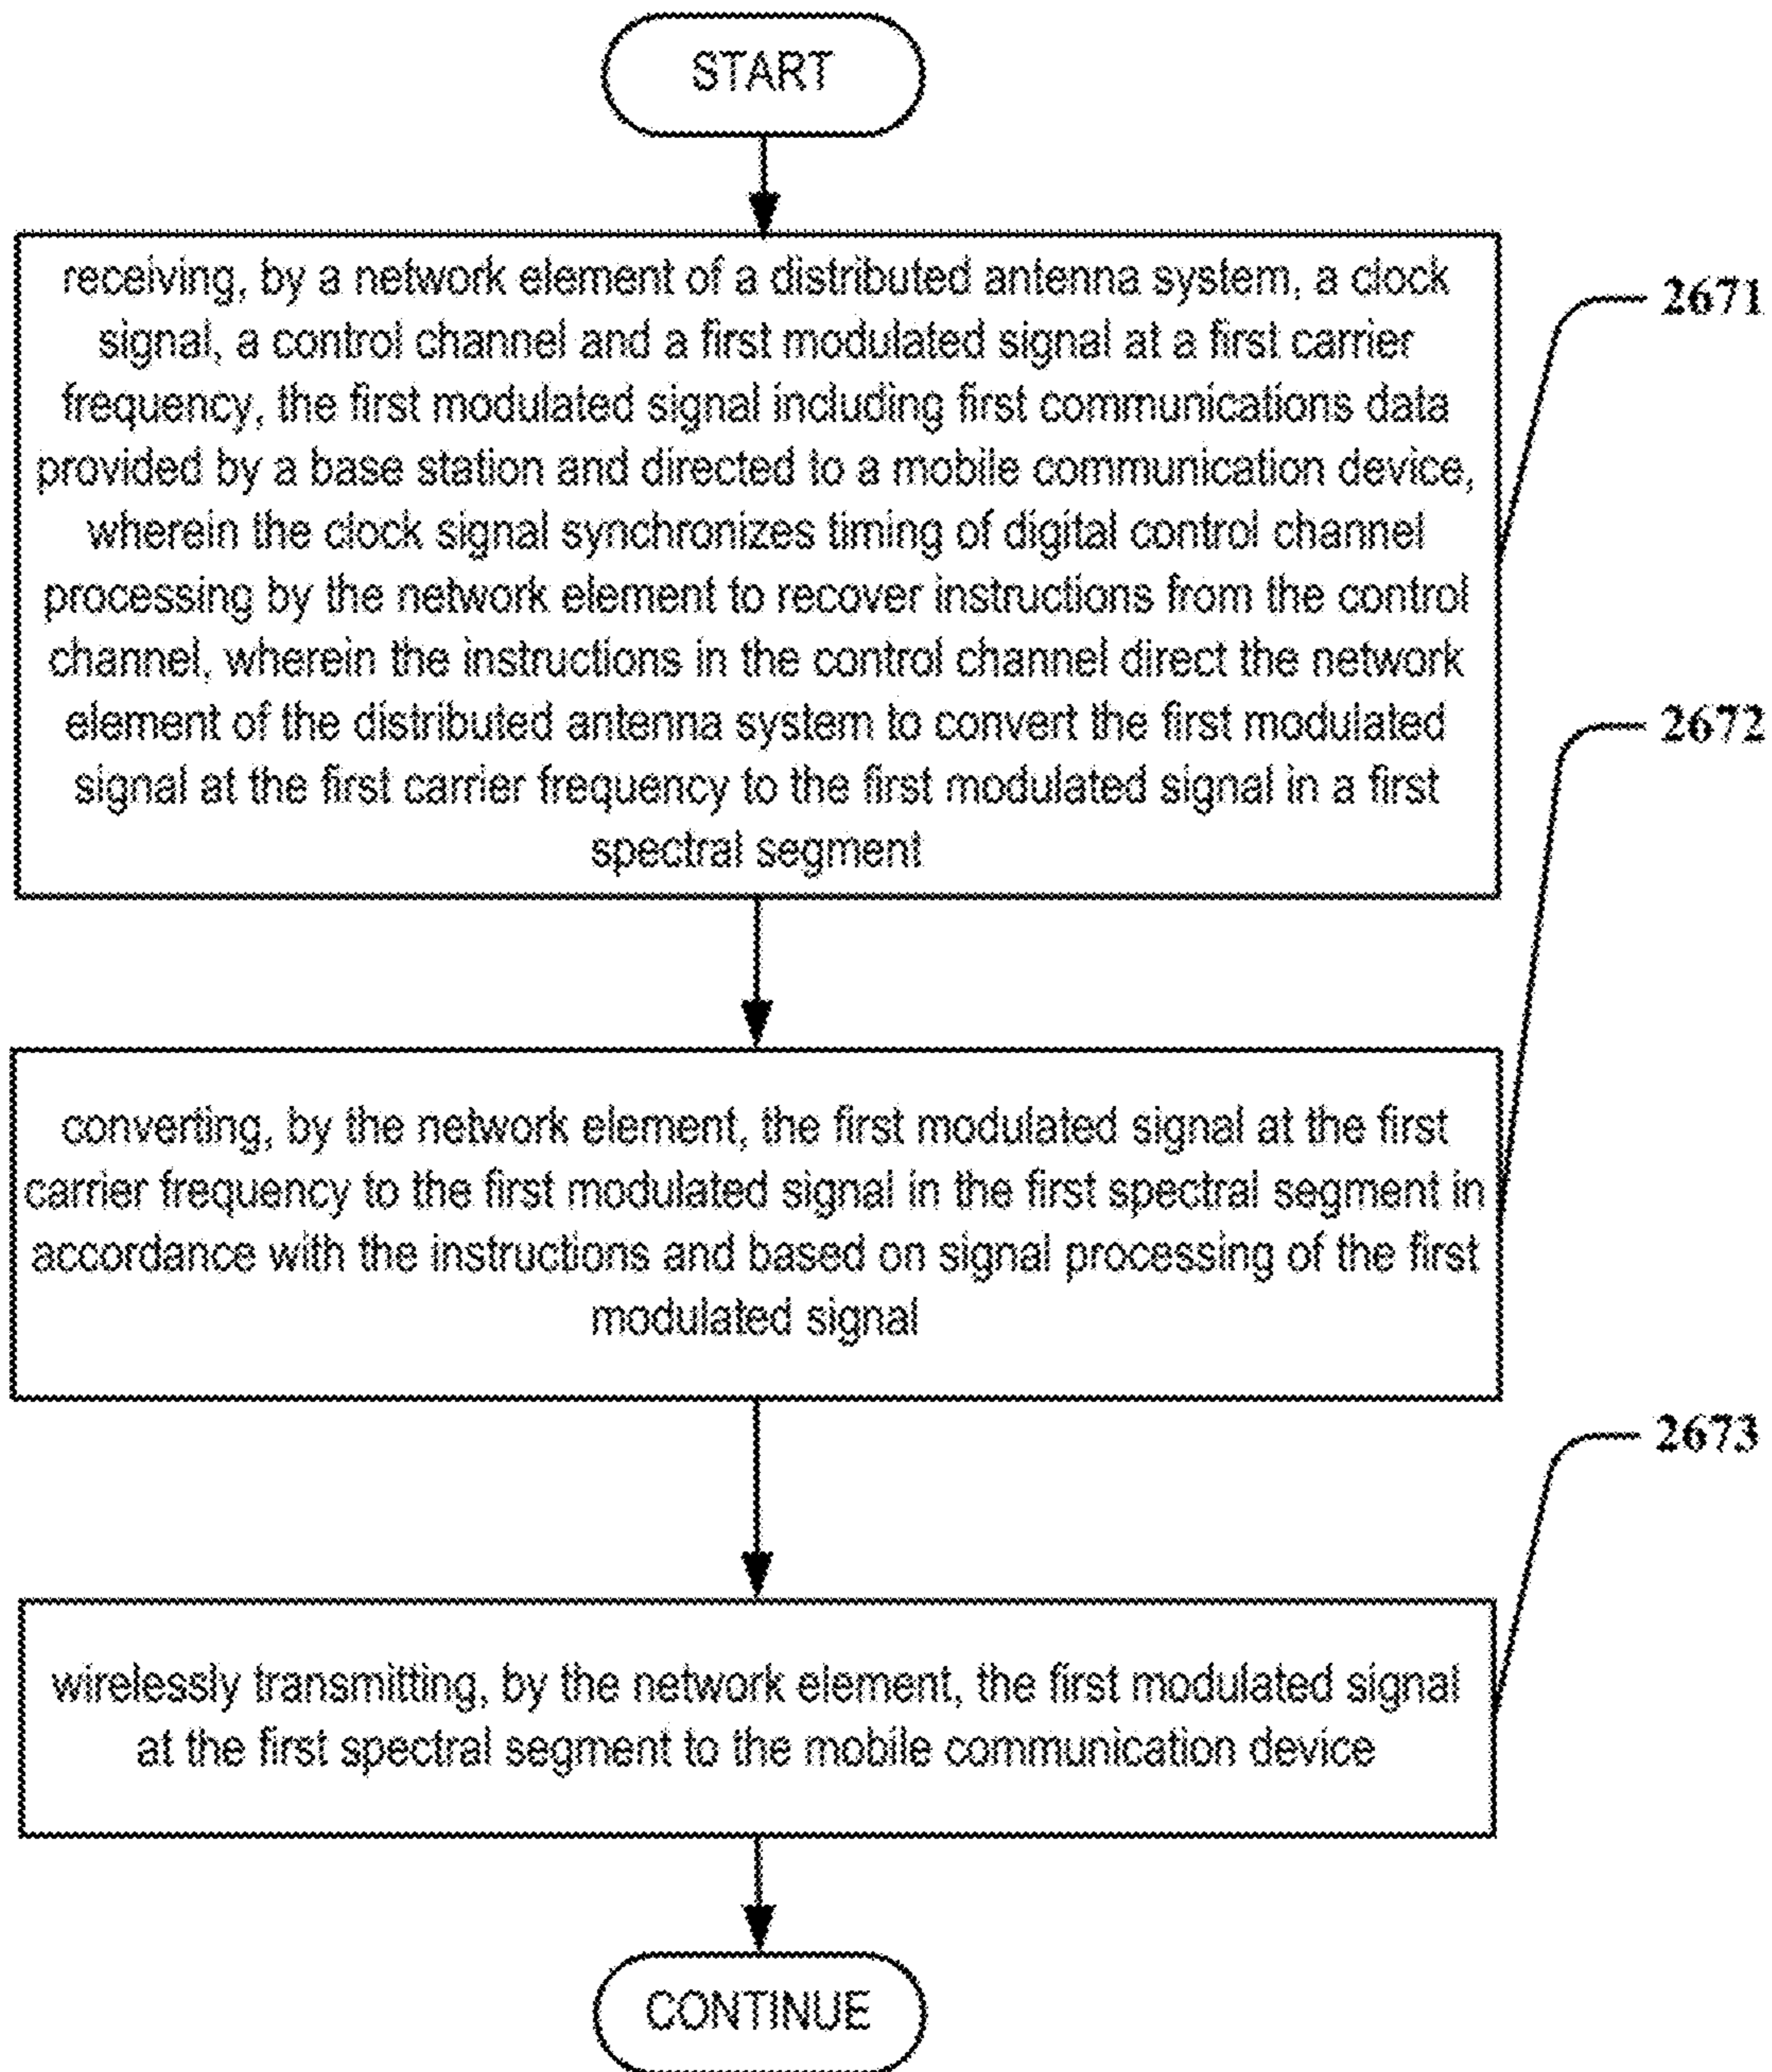 START
receiving, by a network element of a distributed antenna system, a clock
signal, a control channel and a first modulated signal at a first carrier
frequency, the first modulated signal including first communications data
provided by a base station and directed to a mobile communication device,
wherein the clock signal synchronizes timing of digital control channel
processing by the network element to recover instructions from the control
channel, wherein the instructions in the control channel direct the network
element of the distributed antenna system to convert the first modulated
signal at the first carrier frequency to the first modulated signal in a first
spectral segment
2671
converting, by the network element, the first modulated signal at the first
carrier frequency to the first modulated signal in the first spectral segment in
accordance with the instructions and based on signal processing of the first
modulated signal
2672
wirelessly transmitting, by the network element, the first modulated signal
at the first spectral segment to the mobile communication device
2673
CONTINUE